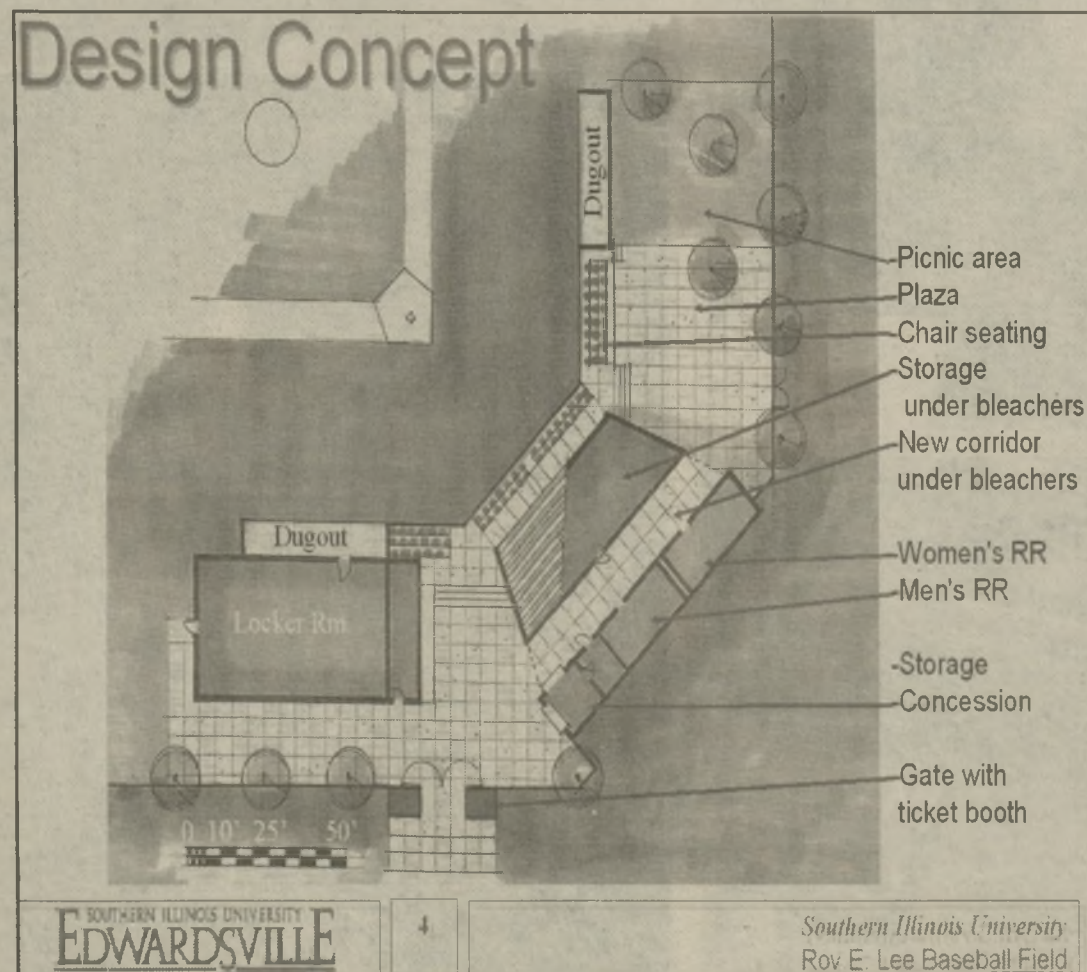 Design Concept
Dugout
Picnic area
Plaza
Chair seating
Storage
under bleachers
New corridor
under bleachers
Dugout
Women's RR
Men's RR
Locker Rm
Storage
Concession
Gate with
ticket booth
0 10' 25' 50'
SOUTHERN ILLINOIS UNIVERSITY
EDWARDSVILLE
4
Southern Illinois University
Roy E. Lee Baseball Field